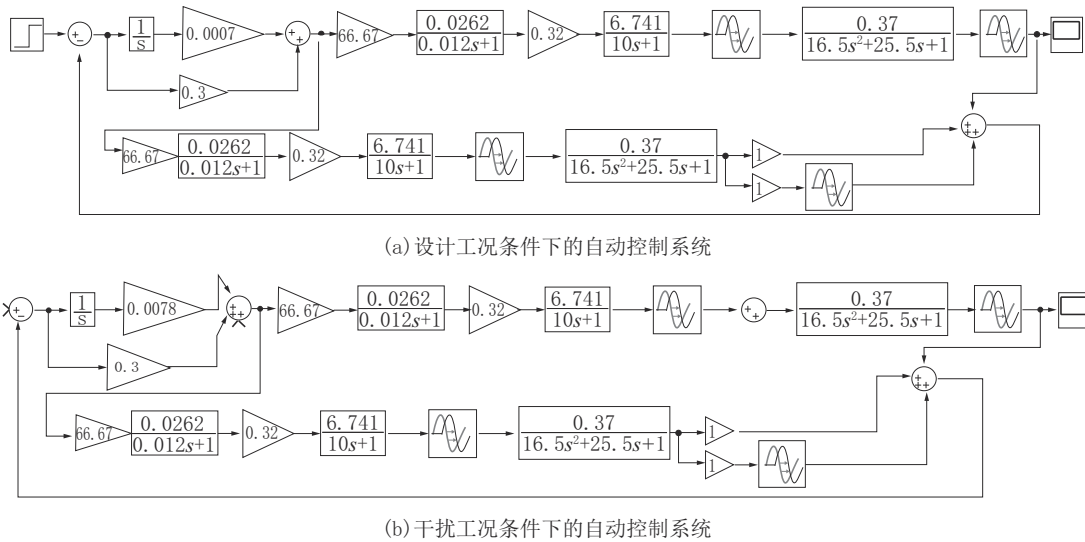 1/s 0.0007 66.67 0.0262/0.012s+1 0.32 6.741/10s+1 0.37/16.5s²+25.5s+1
0.3
66.67 0.0262/0.012s+1 0.32 6.741/10s+1 0.37/16.5s²+25.5s+1 1
1
(a)设计工况条件下的自动控制系统
1/s 0.0078 66.67 0.0262/0.012s+1 0.32 6.741/10s+1 0.37/16.5s²+25.5s+1
0.3
66.67 0.0262/0.012s+1 0.32 6.741/10s+1 0.37/16.5s²+25.5s+1 1
1
(b)干扰工况条件下的自动控制系统